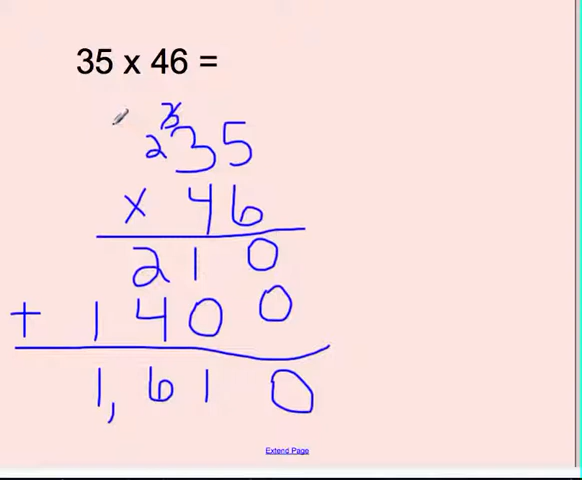 35 x 46 =
3
2 35
x 46
210
+ 1400
1,610
Extend Page